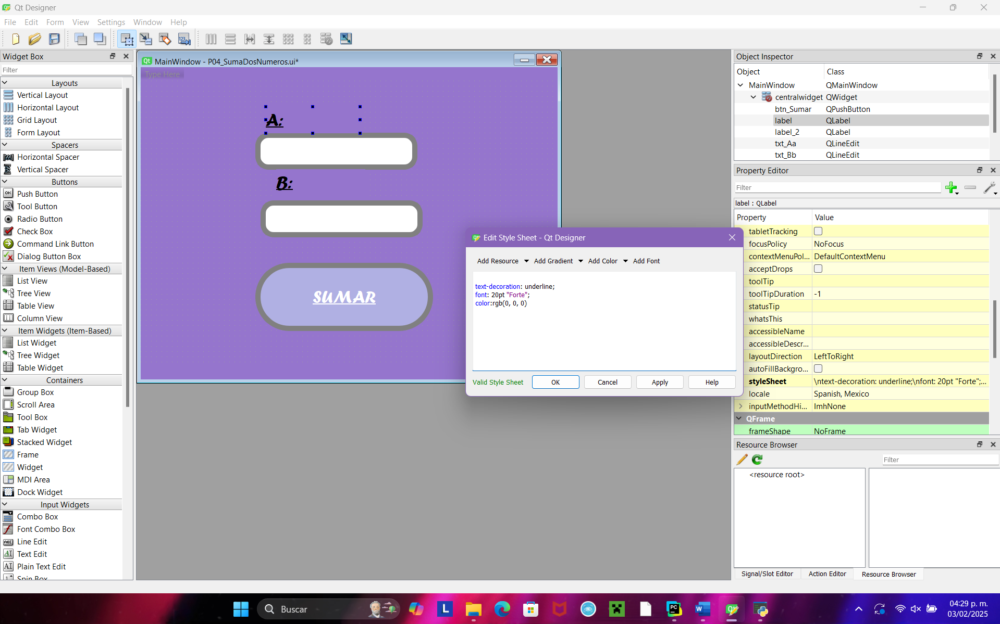 Qt Designer
File Edit Form View Settings Window Help
Widget Box
Filter
Layouts
Vertical Layout
Horizontal Layout
Grid Layout
Form Layout
Spacers
Horizontal Spacer
Vertical Spacer
Buttons
Push Button
Tool Button
Radio Button
Check Box
Command Link Button
Dialog Button Box
Item Views (Model-Based)
List View
Tree View
Table View
Column View
Item Widgets (Item-Based)
List Widget
Tree Widget
Table Widget
Containers
Group Box
Scroll Area
Tool Box
Tab Widget
Stacked Widget
Frame
Widget
MDI Area
Dock Widget
Input Widgets
Combo Box
Font Combo Box
Line Edit
Text Edit
Plain Text Edit
Spin Box
MainWindow - P04_SumaDosNumeros.ui*
Type Here
A:
B:
SUMAR
Edit Style Sheet - Qt Designer
Add Resource Add Gradient Add Color Add Font
text-decoration: underline;
font: 20pt "Forte";
color:rgb(0, 0, 0)
Valid Style Sheet OK Cancel Apply Help
Object Inspector
Object Class
MainWindow QMainWindow
centralwidget QWidget
btn_Sumar QPushButton
label QLabel
label_2 QLabel
txt_Aa QLineEdit
txt_Bb QLineEdit
Property Editor
Filter
label : QLabel
Property Value
tabletTracking
focusPolicy NoFocus
contextMenuPol... DefaultContextMenu
acceptDrops
toolTip
toolTipDuration -1
statusTip
whatsThis
accessibleName
accessibleDescr...
layoutDirection LeftToRight
autoFillBackgro...
styleSheet \ntext-decoration: underline;\nfont: 20pt "Forte";...
locale Spanish, Mexico
inputMethodHi... ImhNone
QFrame
frameShape NoFrame
Resource Browser
Filter
<resource root>
Signal/Slot Editor Action Editor Resource Browser
Buscar
04:29 p. m.
03/02/2025